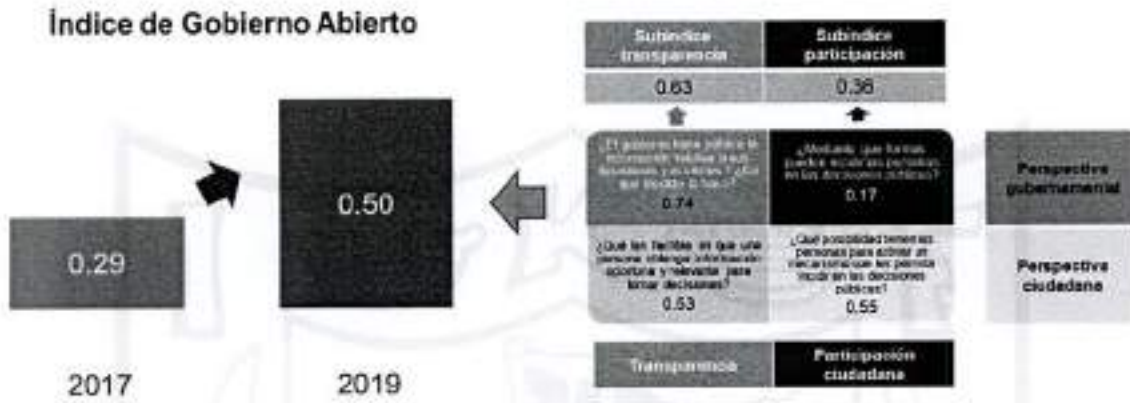 Índice de Gobierno Abierto
0.29
2017
0.50
2019
Subíndice
transparencia
Subíndice
participación
0.63
0.36
¿El gobierno hace pública la
información relativa a sus
decisiones y acciones? ¿En
qué medida lo hace?
0.74
¿Mediante que formas
pueden incidir las personas
en las decisiones públicas?
0.17
¿Qué tan factible es que una
persona obtenga información
oportuna y relevante para
tomar decisiones?
0.53
¿Qué posibilidad tienen las
personas para activar un
mecanismo que les permita
incidir en las decisiones
públicas?
0.55
Perspectiva
gubernamental
Perspectiva
ciudadana
Transparencia
Participación
ciudadana